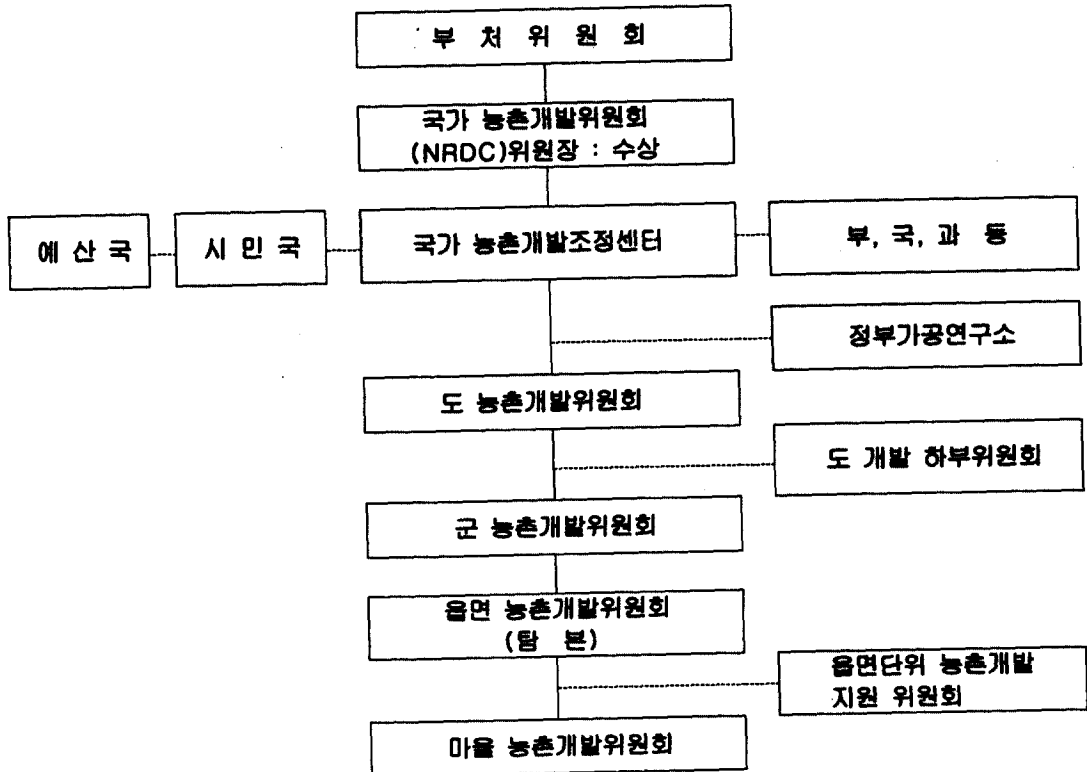 부 처 위 원 회
국가 농촌개발위원회
(NRDC)위원장 : 수상
예 산 국
시 민 국
국가 농촌개발조정센터
부, 국, 과 등
정부가공연구소
도 농촌개발위원회
도 개발 하부위원회
군 농촌개발위원회
읍면 농촌개발위원회
(탐 본)
읍면단위 농촌개발
지원 위원회
마을 농촌개발위원회